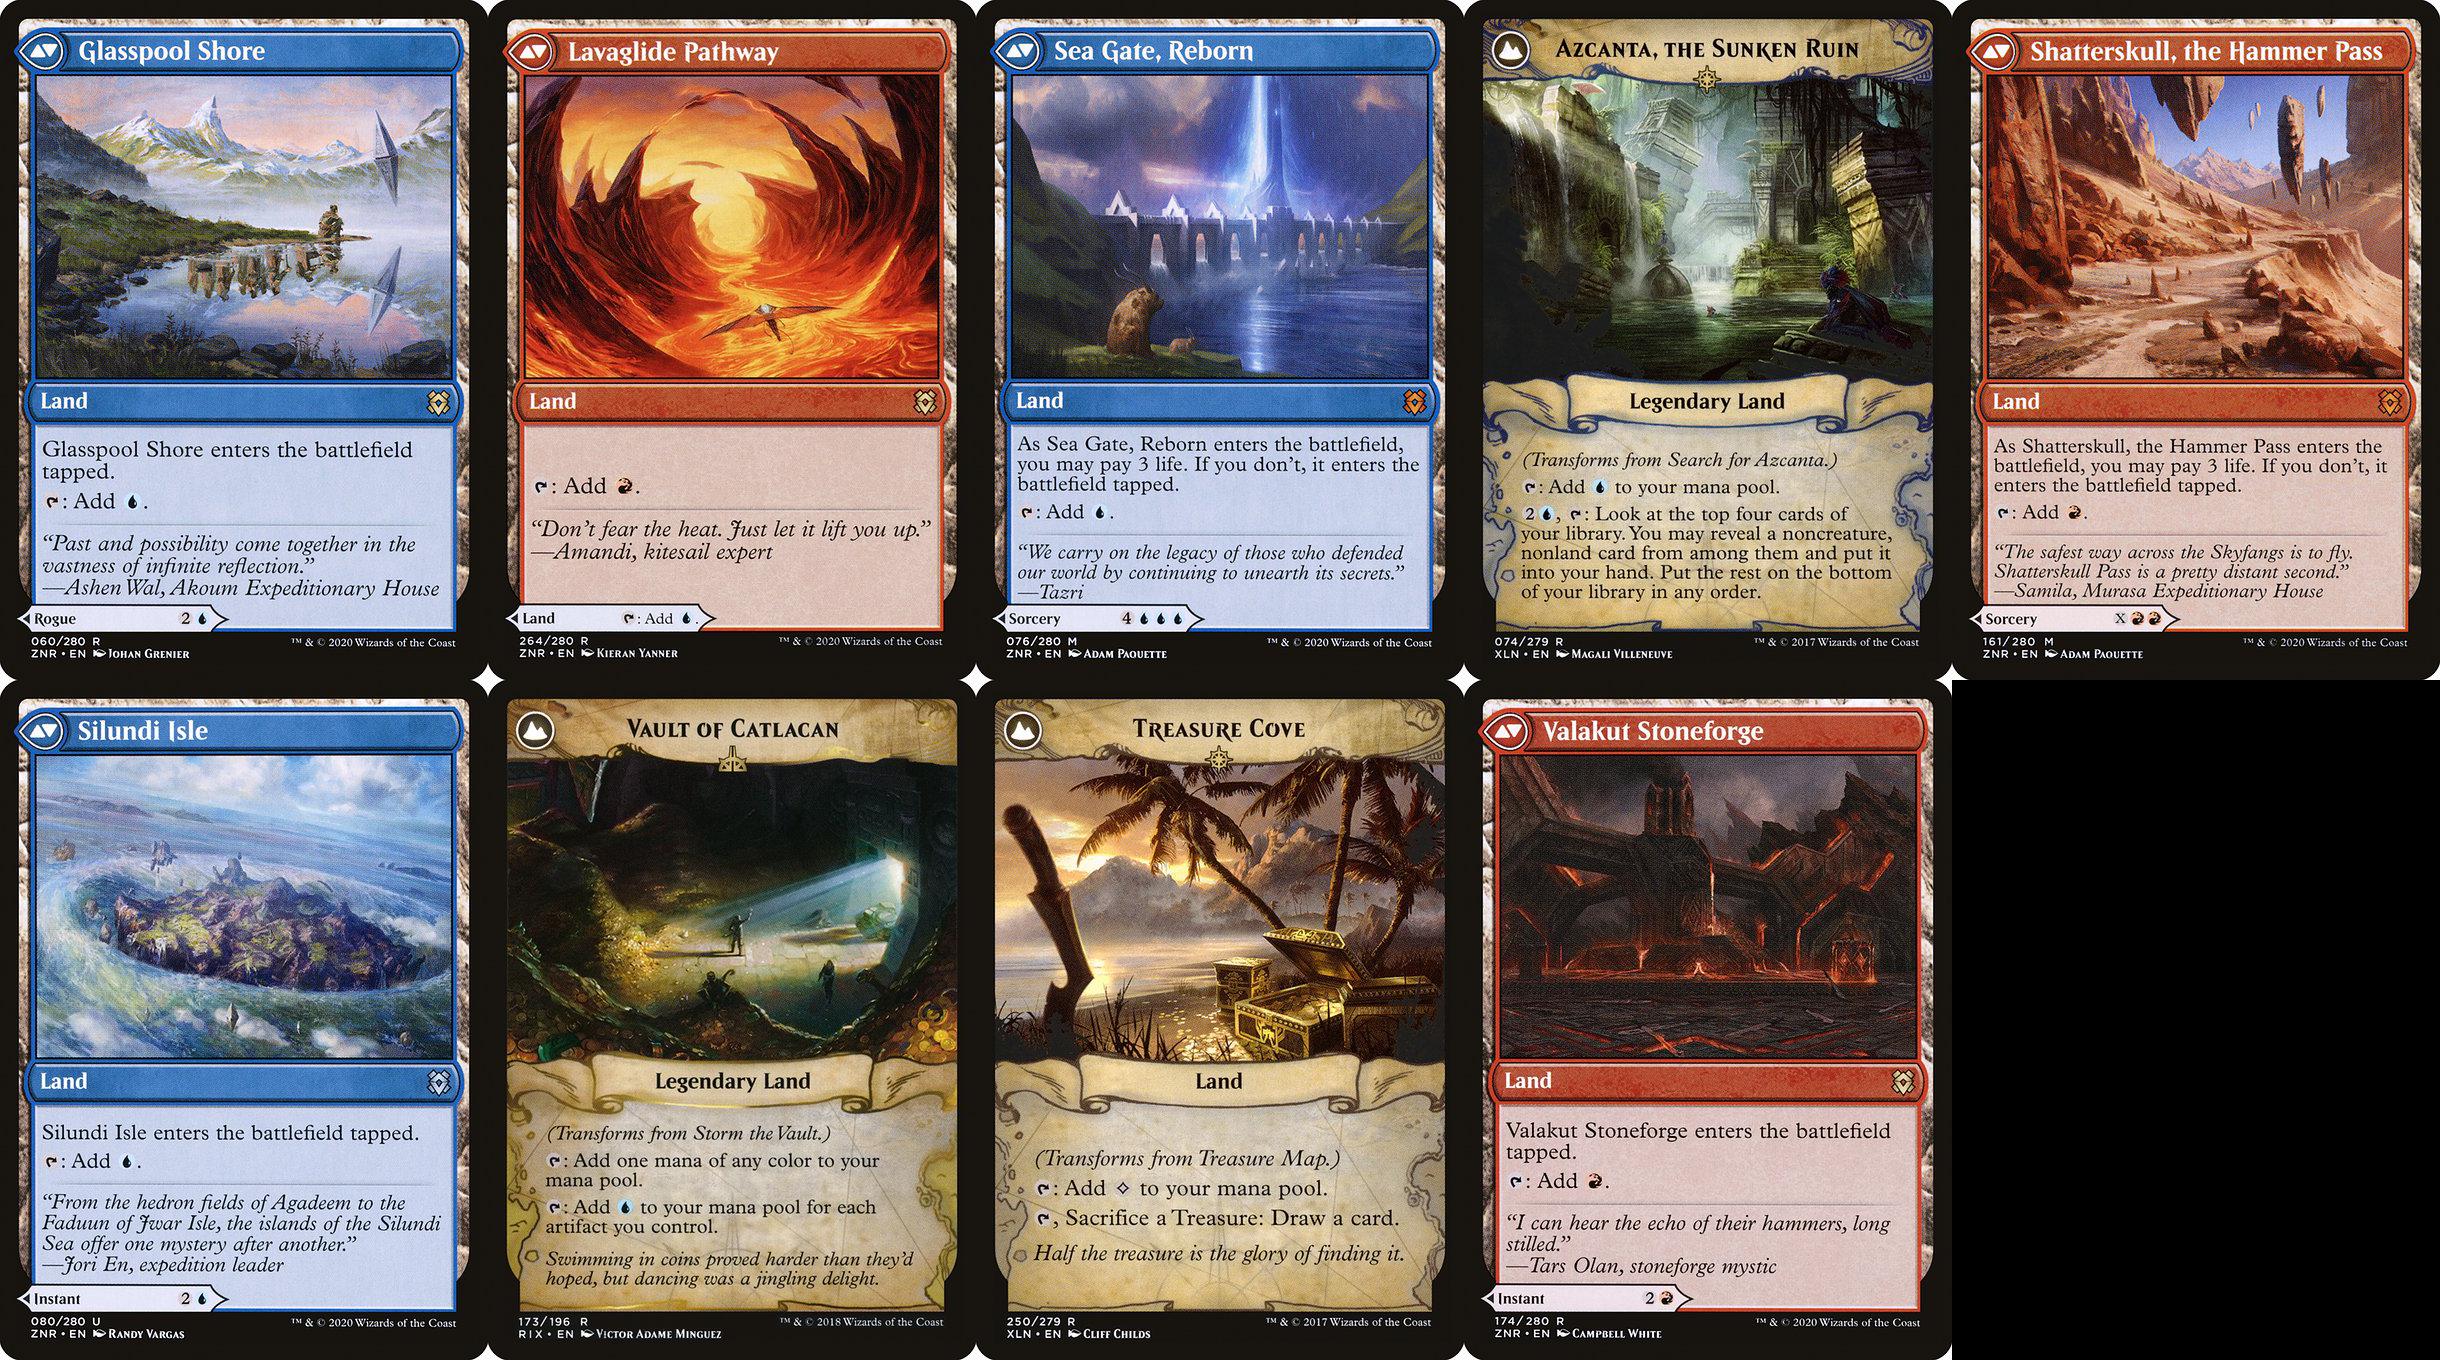 Glasspool Shore
Land
Glasspool Shore enters the battlefield
tapped.
: Add .
“Past and possibility come together in the
vastness of infinite reflection.”
—Ashen Wal, Akoum Expeditionary House
Rogue 2
060/280 R
ZNR • EN Johan Grenier
™ & © 2020 Wizards of the Coast
Lavaglide Pathway
Land
: Add .
“Don’t fear the heat. Just let it lift you up.”
—Amandi, kitesail expert
Land : Add .
264/280 R
ZNR • EN Kieran Yanner
™ & © 2020 Wizards of the Coast
Sea Gate, Reborn
Land
As Sea Gate, Reborn enters the battlefield,
you may pay 3 life. If you don’t, it enters the
battlefield tapped.
: Add .
“We carry on the legacy of those who defended
our world by continuing to unearth its secrets.”
—Tazri
Sorcery 4
076/280 M
ZNR • EN Adam Paquette
™ & © 2020 Wizards of the Coast
Azcanta, the Sunken Ruin
Legendary Land
(Transforms from Search for Azcanta.)
: Add to your mana pool.
2 , : Look at the top four cards of
your library. You may reveal a noncreature,
nonland card from among them and put it
into your hand. Put the rest on the bottom
of your library in any order.
074/279 R
XLN • EN Magali Villeneuve
™ & © 2017 Wizards of the Coast
Shatterskull, the Hammer Pass
Land
As Shatterskull, the Hammer Pass enters the
battlefield, you may pay 3 life. If you don’t, it
enters the battlefield tapped.
: Add .
“The safest way across the Skyfangs is to fly.
Shatterskull Pass is a pretty distant second.”
—Samila, Murasa Expeditionary House
Sorcery X
161/280 M
ZNR • EN Adam Paquette
™ & © 2020 Wizards of the Coast
Silundi Isle
Land
Silundi Isle enters the battlefield tapped.
: Add .
“From the hedron fields of Agadeem to the
Faduun of Jwar Isle, the islands of the Silundi
Sea offer one mystery after another.”
—Jori En, expedition leader
Instant 2
080/280 U
ZNR • EN Randy Vargas
™ & © 2020 Wizards of the Coast
Vault of Catlacan
Legendary Land
(Transforms from Storm the Vault.)
: Add one mana of any color to your
mana pool.
: Add to your mana pool for each
artifact you control.
Swimming in coins proved harder than they’d
hoped, but dancing was a jingling delight.
173/196 R
RIX • EN Victor Adame Minguez
™ & © 2018 Wizards of the Coast
Treasure Cove
Land
(Transforms from Treasure Map.)
: Add to your mana pool.
, Sacrifice a Treasure: Draw a card.
Half the treasure is the glory of finding it.
250/279 R
XLN • EN Cliff Childs
™ & © 2017 Wizards of the Coast
Valakut Stoneforge
Land
Valakut Stoneforge enters the battlefield
tapped.
: Add .
“I can hear the echo of their hammers, long
stilled.”
—Tars Olan, stoneforge mystic
Instant 2
174/280 R
ZNR • EN Campbell White
™ & © 2020 Wizards of the Coast